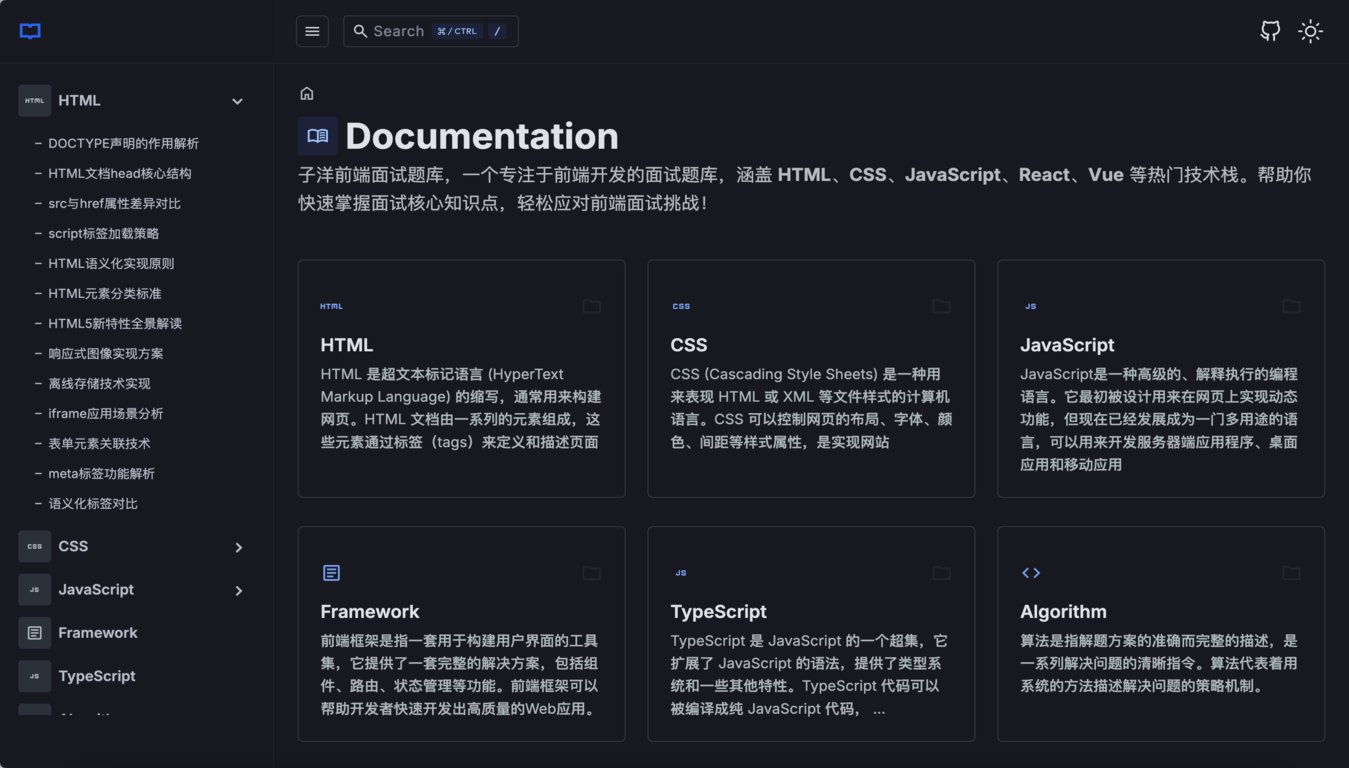 Search ⌘/CTRL /
HTML HTML
– DOCTYPE声明的作用解析
– HTML文档head核心结构
– src与href属性差异对比
– script标签加载策略
– HTML语义化实现原则
– HTML元素分类标准
– HTML5新特性全景解读
– 响应式图像实现方案
– 离线存储技术实现
– iframe应用场景分析
– 表单元素关联技术
– meta标签功能解析
– 语义化标签对比
CSS CSS
JS JavaScript
Framework
JS TypeScript
Documentation
子洋前端面试题库，一个专注于前端开发的面试题库，涵盖 HTML、CSS、JavaScript、React、Vue 等热门技术栈。帮助你
快速掌握面试核心知识点，轻松应对前端面试挑战！
HTML
HTML
HTML 是超文本标记语言 (HyperText
Markup Language) 的缩写，通常用来构建
网页。HTML 文档由一系列的元素组成，这
些元素通过标签（tags）来定义和描述页面
CSS
CSS
CSS (Cascading Style Sheets) 是一种用
来表现 HTML 或 XML 等文件样式的计算机
语言。CSS 可以控制网页的布局、字体、颜
色、间距等样式属性，是实现网站
JS
JavaScript
JavaScript是一种高级的、解释执行的编程
语言。它最初被设计用来在网页上实现动态
功能，但现在已经发展成为一门多用途的语
言，可以用来开发服务器端应用程序、桌面
应用和移动应用
Framework
前端框架是指一套用于构建用户界面的工具
集，它提供了一套完整的解决方案，包括组
件、路由、状态管理等功能。前端框架可以
帮助开发者快速开发出高质量的Web应用。
JS
TypeScript
TypeScript 是 JavaScript 的一个超集，它
扩展了 JavaScript 的语法，提供了类型系
统和一些其他特性。TypeScript 代码可以
被编译成纯 JavaScript 代码， ...
Algorithm
算法是指解题方案的准确而完整的描述，是
一系列解决问题的清晰指令。算法代表着用
系统的方法描述解决问题的策略机制。